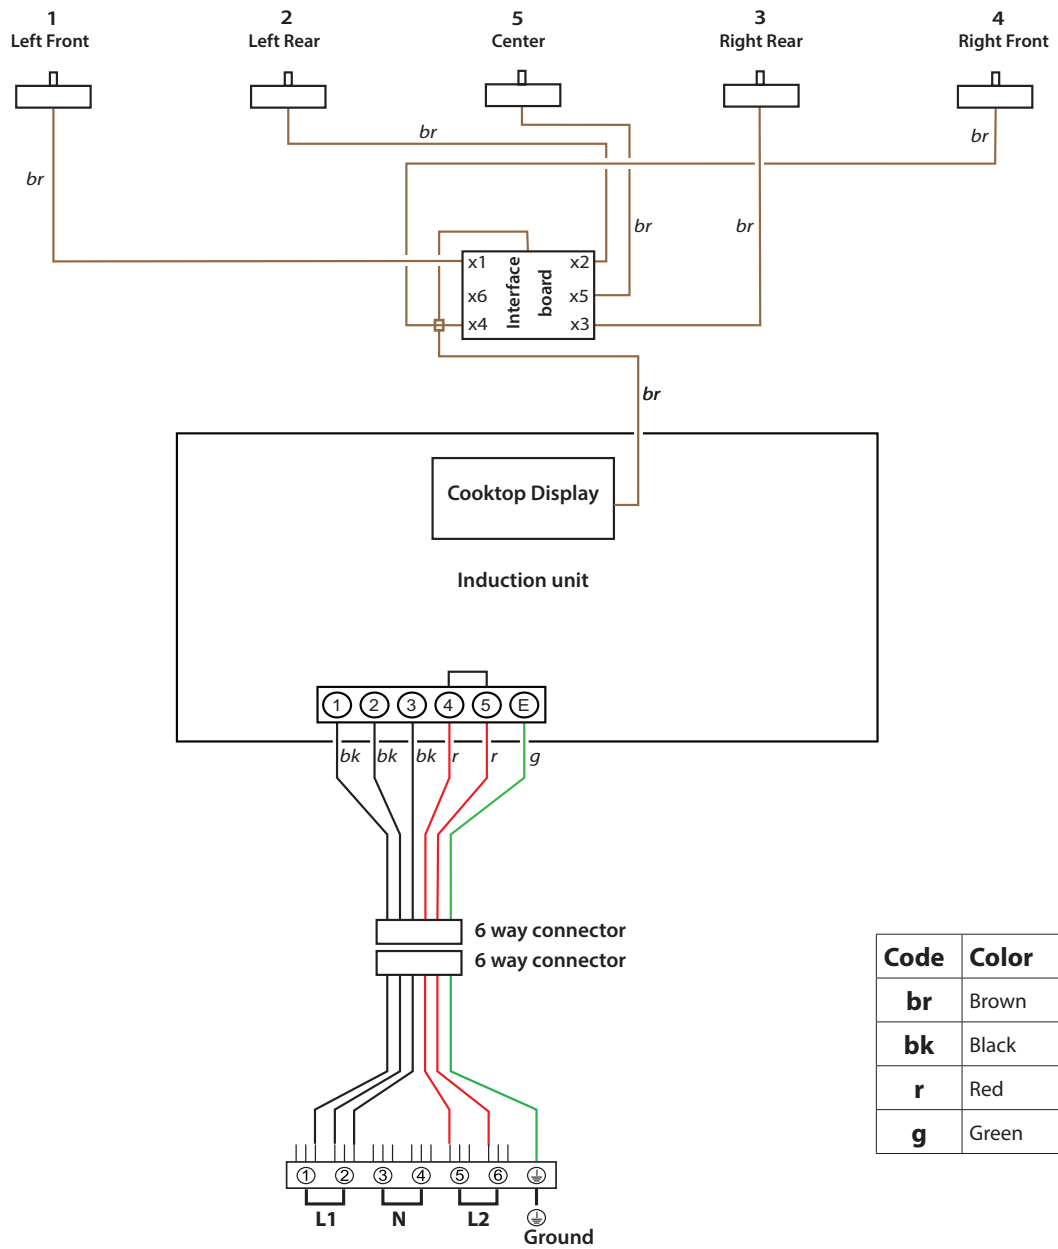 1 2 5 3 4
Left Front Left Rear Center Right Rear Right Front
br
br
br
br
br
x1 x2
x6 x5
x4 x3
Interface
board
br
Cooktop Display
Induction unit
1 2 3 4 5 E
bk bk bk r r g
6 way connector
6 way connector
Code Color
br Brown
bk Black
r Red
g Green
1 2 3 4 5 6
L1 N L2
Ground